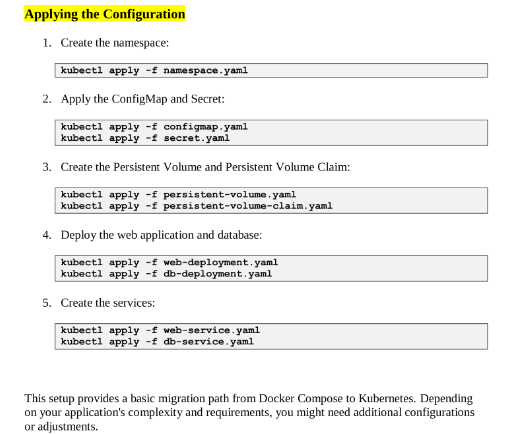 Applying the Configuration
1. Create the namespace:
kubectl apply -f namespace.yaml
2. Apply the ConfigMap and Secret:
kubectl apply -f configmap.yaml
kubectl apply -f secret.yaml
3. Create the Persistent Volume and Persistent Volume Claim:
kubectl apply -f persistent-volume.yaml
kubectl apply -f persistent-volume-claim.yaml
4. Deploy the web application and database:
kubectl apply -f web-deployment.yaml
kubectl apply -f db-deployment.yaml
5. Create the services:
kubectl apply -f web-service.yaml
kubectl apply -f db-service.yaml
This setup provides a basic migration path from Docker Compose to Kubernetes. Depending
on your application's complexity and requirements, you might need additional configurations
or adjustments.